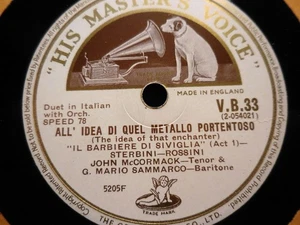 "HIS MASTER'S VOICE"
MADE IN ENGLAND
Duet in Italian
with Orch.
SPEED 78
V.B.33
(2-054021)
ALL' IDEA DI QUEL METALLO PORTENTOSO
(The idea of that enchanter)
"IL BARBIERE DI SIVIGLIA" (Act 1)–
STERBINI–ROSSINI
JOHN McCORMACK–Tenor &
G. MARIO SAMMARCO–Baritone
5205F
TRADE MARK